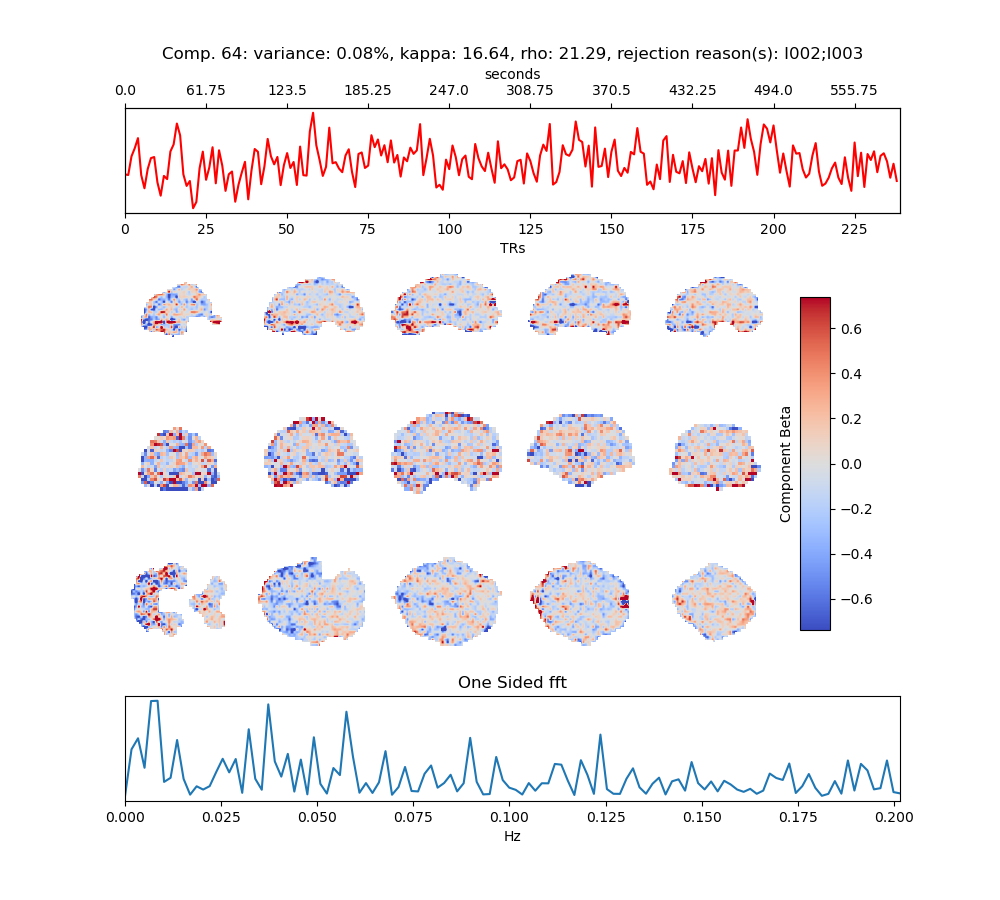 Comp. 64: variance: 0.08%, kappa: 16.64, rho: 21.29, rejection reason(s): I002;I003
seconds
0.0 61.75 123.5 185.25 247.0 308.75 370.5 432.25 494.0 555.75
0 25 50 75 100 125 150 175 200 225
TRs
0.6
0.4
0.2
0.0
−0.2
−0.4
−0.6
Component Beta
One Sided fft
0.000 0.025 0.050 0.075 0.100 0.125 0.150 0.175 0.200
Hz